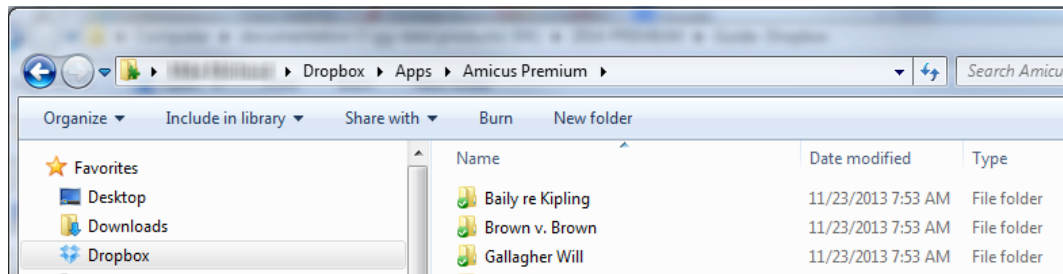 Dropbox Apps Amicus Premium Search Amicu
Organize Include in library Share with Burn New folder
Favorites Name Date modified Type
Desktop Baily re Kipling 11/23/2013 7:53 AM File folder
Downloads Brown v. Brown 11/23/2013 7:53 AM File folder
Dropbox Gallagher Will 11/23/2013 7:53 AM File folder